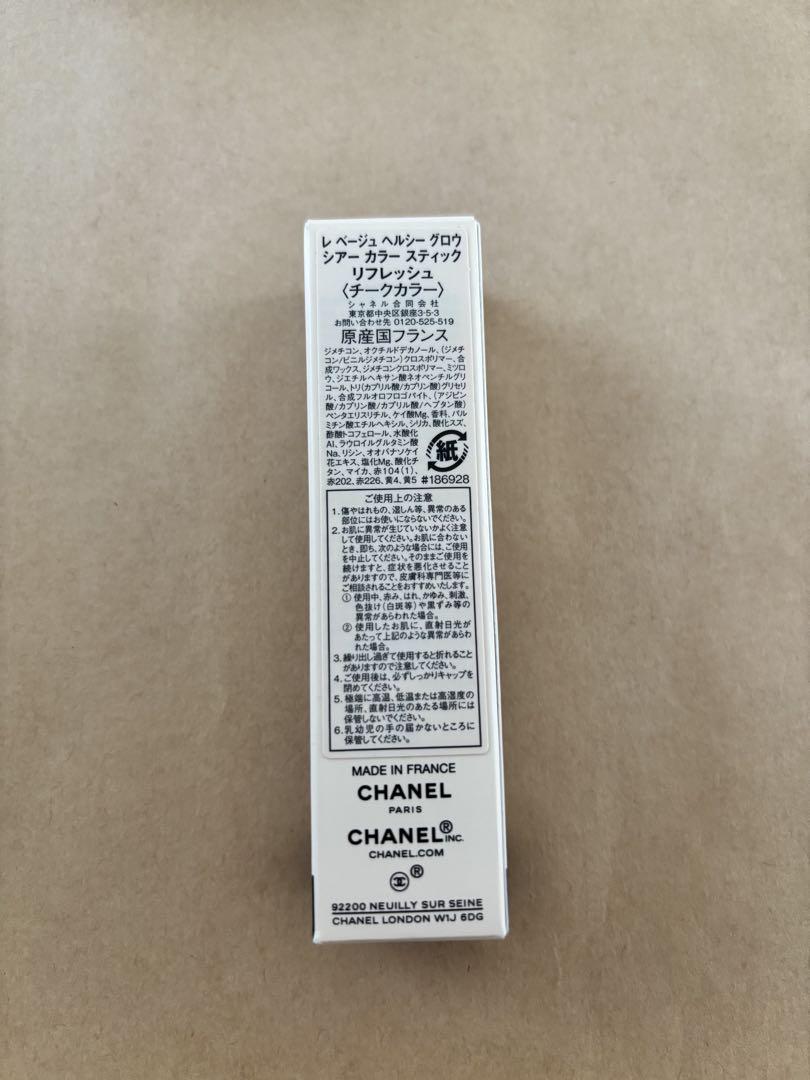 レ ベージュ ヘルシー グロウ
シアー カラー スティック
リフレッシュ
〈チークカラー〉
シャネル合同会社
東京都中央区銀座3-5-3
お問い合わせ先 0120-525-519
原産国フランス
ジメチコン、オクチルドデカノール、(ジメチ
コン/ビニルジメチコン)クロスポリマー、合
成ワックス、ジメチコンクロスポリマー、ミツロ
ウ、ジエチルヘキサン酸ネオペンチルグリ
コール、トリ(カプリル酸/カプリン酸)グリセリ
ル、合成フルオロフロゴパイト、(アジピン
酸/カプリン酸/カプリル酸/ヘプタン酸)
ペンタエリスリチル、ケイ酸Mg、香料、パル
ミチン酸エチルヘキシル、シリカ、酸化スズ、
酢酸トコフェロール、水酸化
Al、ラウロイルグルタミン酸
Na、リシン、オオバナソケイ
花エキス、塩化Mg、酸化チ
タン、マイカ、赤104(1)、
赤202、赤226、黄4、黄5
紙
#186928
ご使用上の注意
1.傷やはれもの、湿しん等、異常のある
部位にはお使いにならないでください。
2.お肌に異常が生じていないかよく注意
して使用してください。お肌に合わない
とき、即ち、次のような場合には、ご使用
を中止してください。そのままご使用を
続けますと、症状を悪化させること
がありますので、皮膚科専門医等に
ご相談されることをおすすめいたします。
① 使用中、赤み、はれ、かゆみ、刺激、
色抜け(白斑等)や黒ずみ等の
異常があらわれた場合。
② 使用したお肌に、直射日光が
あたって上記のような異常があらわ
れた場合。
3.繰り出し過ぎて使用すると折れること
がありますので注意してください。
4.ご使用後は、必ずしっかりキャップを
閉めてください。
5.極端に高温、低温または高湿度の
場所、直射日光のあたる場所には
保管しないでください。
6.乳幼児の手の届かないところに
保管してください。
MADE IN FRANCE
CHANEL
PARIS
CHANEL® INC.
CHANEL.COM
®
92200 NEUILLY SUR SEINE
CHANEL LONDON W1J 6DG